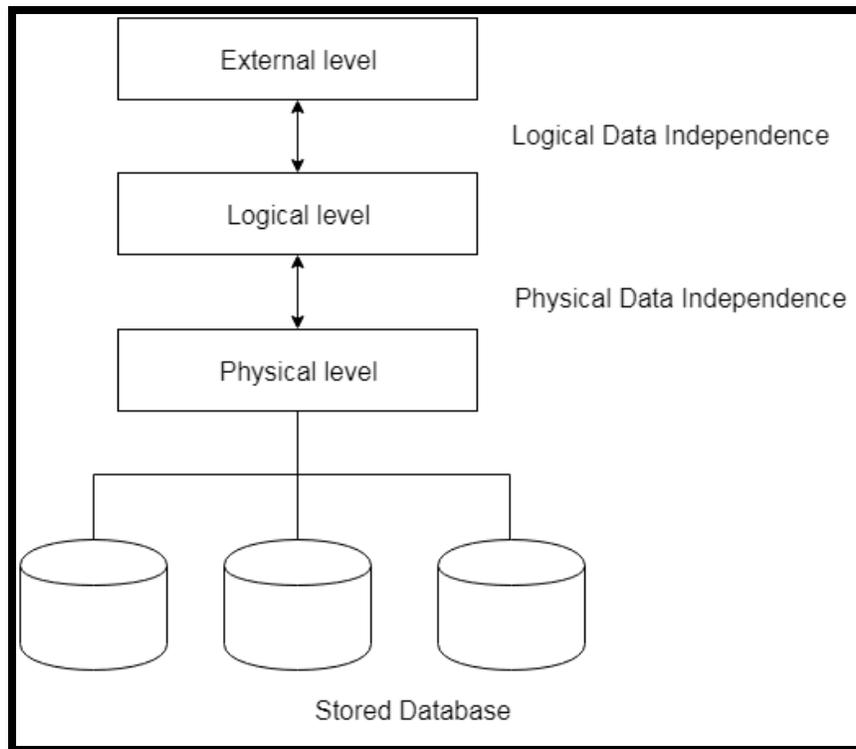 External level
Logical Data Independence
Logical level
Physical Data Independence
Physical level
Stored Database